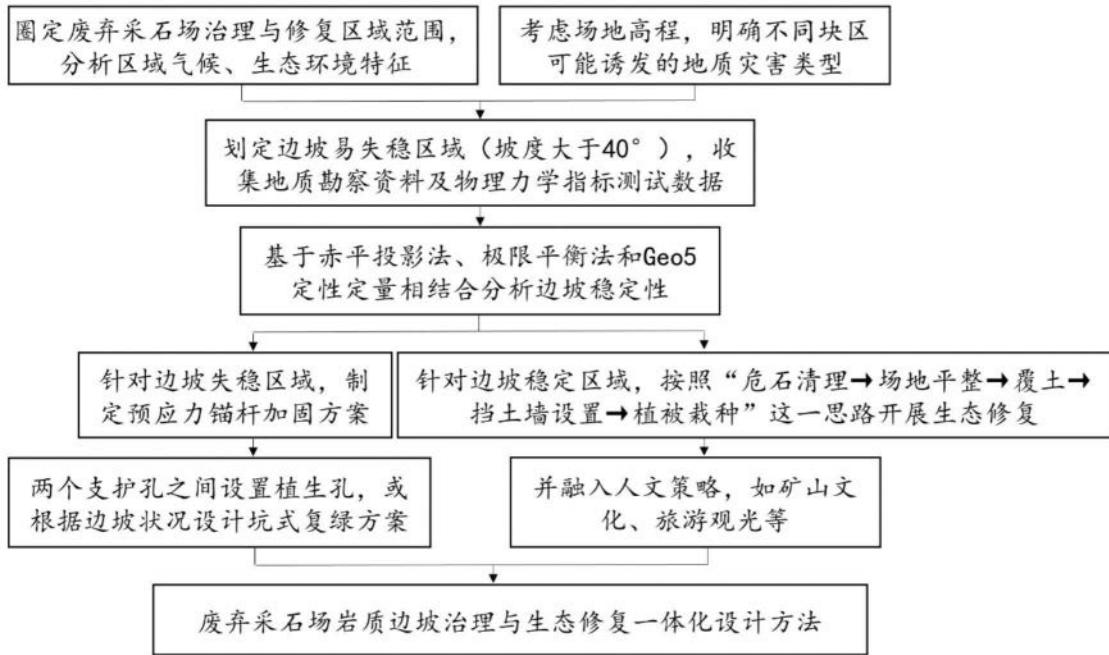 圈定废弃采石场治理与修复区域范围，
分析区域气候、生态环境特征
考虑场地高程，明确不同块区
可能诱发的地质灾害类型
划定边坡易失稳区域（坡度大于40°），收
集地质勘察资料及物理力学指标测试数据
基于赤平投影法、极限平衡法和Geo5
定性定量相结合分析边坡稳定性
针对边坡失稳区域，制
定预应力锚杆加固方案
针对边坡稳定区域，按照“危石清理→场地平整→覆土→
挡土墙设置→植被栽种”这一思路开展生态修复
两个支护孔之间设置植生孔，或
根据边坡状况设计坑式复绿方案
并融入人文策略，如矿山文
化、旅游观光等
废弃采石场岩质边坡治理与生态修复一体化设计方法